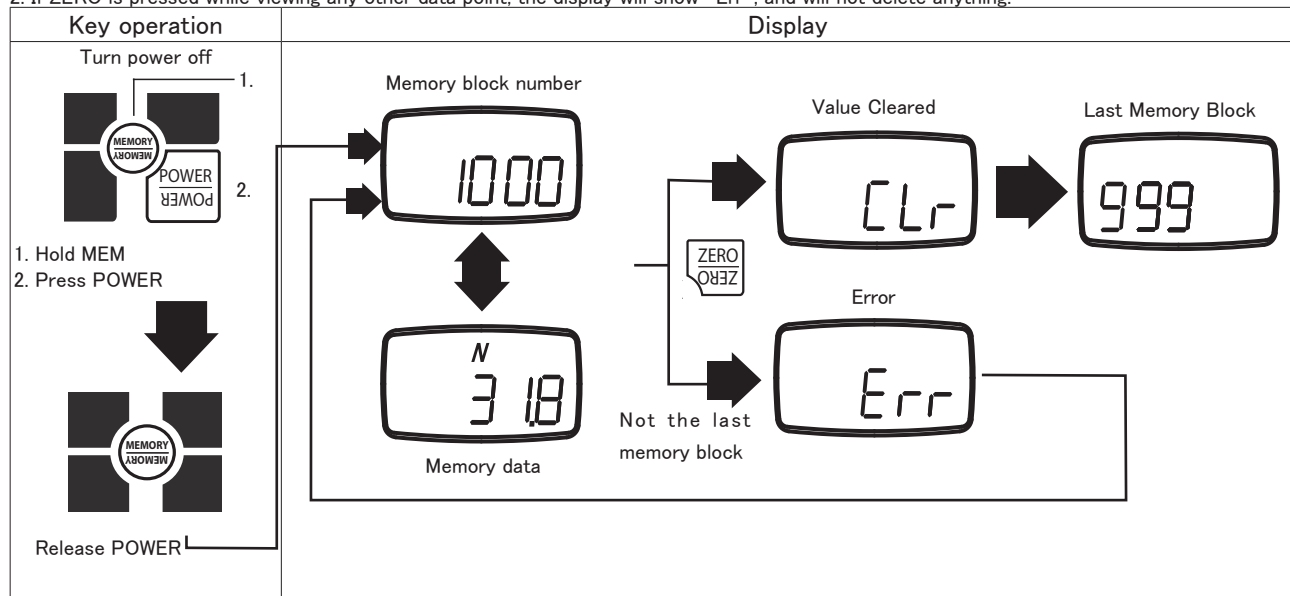 2. If ZERO is pressed while viewing any other data point, the display will show "Err", and will not delete anything.
Key operation
Display
Turn power off
1.
MEMORY
MEMORY
POWER
POWER
2.
1. Hold MEM
2. Press POWER
MEMORY
MEMORY
Release POWER
Memory block number
1000
N
31.8
Memory data
ZERO
ZERO
Value Cleared
CLr
Last Memory Block
999
Not the last
memory block
Error
Err